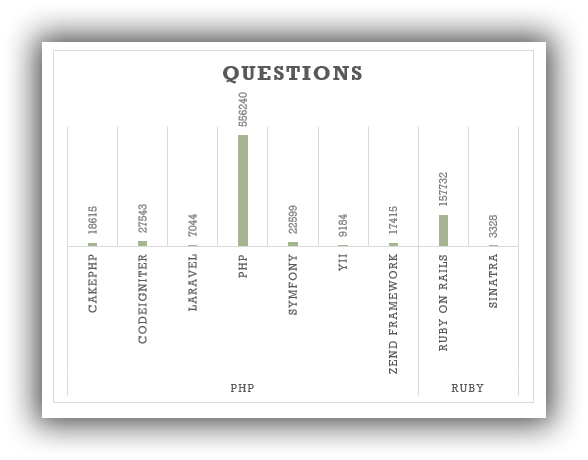 QUESTIONS
18615
27543
7044
556240
22599
9184
17415
157732
3328
CAKEPHP
CODEIGNITER
LARAVEL
PHP
SYMFONY
YII
ZEND FRAMEWORK
RUBY ON RAILS
SINATRA
PHP
RUBY